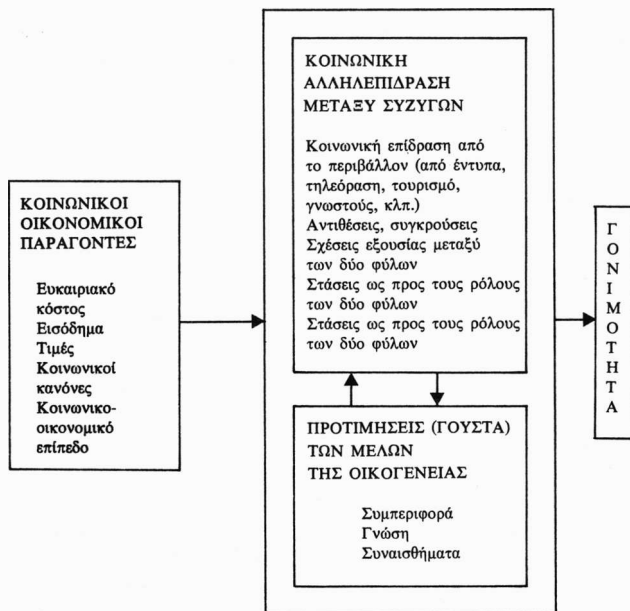 ΚΟΙΝΩΝΙΚΟΙ
ΟΙΚΟΝΟΜΙΚΟΙ
ΠΑΡΑΓΟΝΤΕΣ
Ευκαιριακό
κόστος
Εισόδημα
Τιμές
Κοινωνικοί
κανόνες
Κοινωνικο-
οικονομικό
επίπεδο
ΚΟΙΝΩΝΙΚΗ
ΑΛΛΗΛΕΠΙΔΡΑΣΗ
ΜΕΤΑΞΥ ΣΥΖΥΓΩΝ
Κοινωνική επίδραση από
το περιβάλλον (από έντυπα,
τηλεόραση, τουρισμό,
γνωστούς, κλπ.)
Αντιθέσεις, συγκρούσεις
Σχέσεις εξουσίας μεταξύ
των δύο φύλων
Στάσεις ως προς τους ρόλους
των δύο φύλων
Στάσεις ως προς τους ρόλους
των δύο φύλων
ΠΡΟΤΙΜΗΣΕΙΣ (ΓΟΥΣΤΑ)
ΤΩΝ ΜΕΛΩΝ
ΤΗΣ ΟΙΚΟΓΕΝΕΙΑΣ
Συμπεριφορά
Γνώση
Συναισθήματα
ΓΟΝΙΜΟΤΗΤΑ